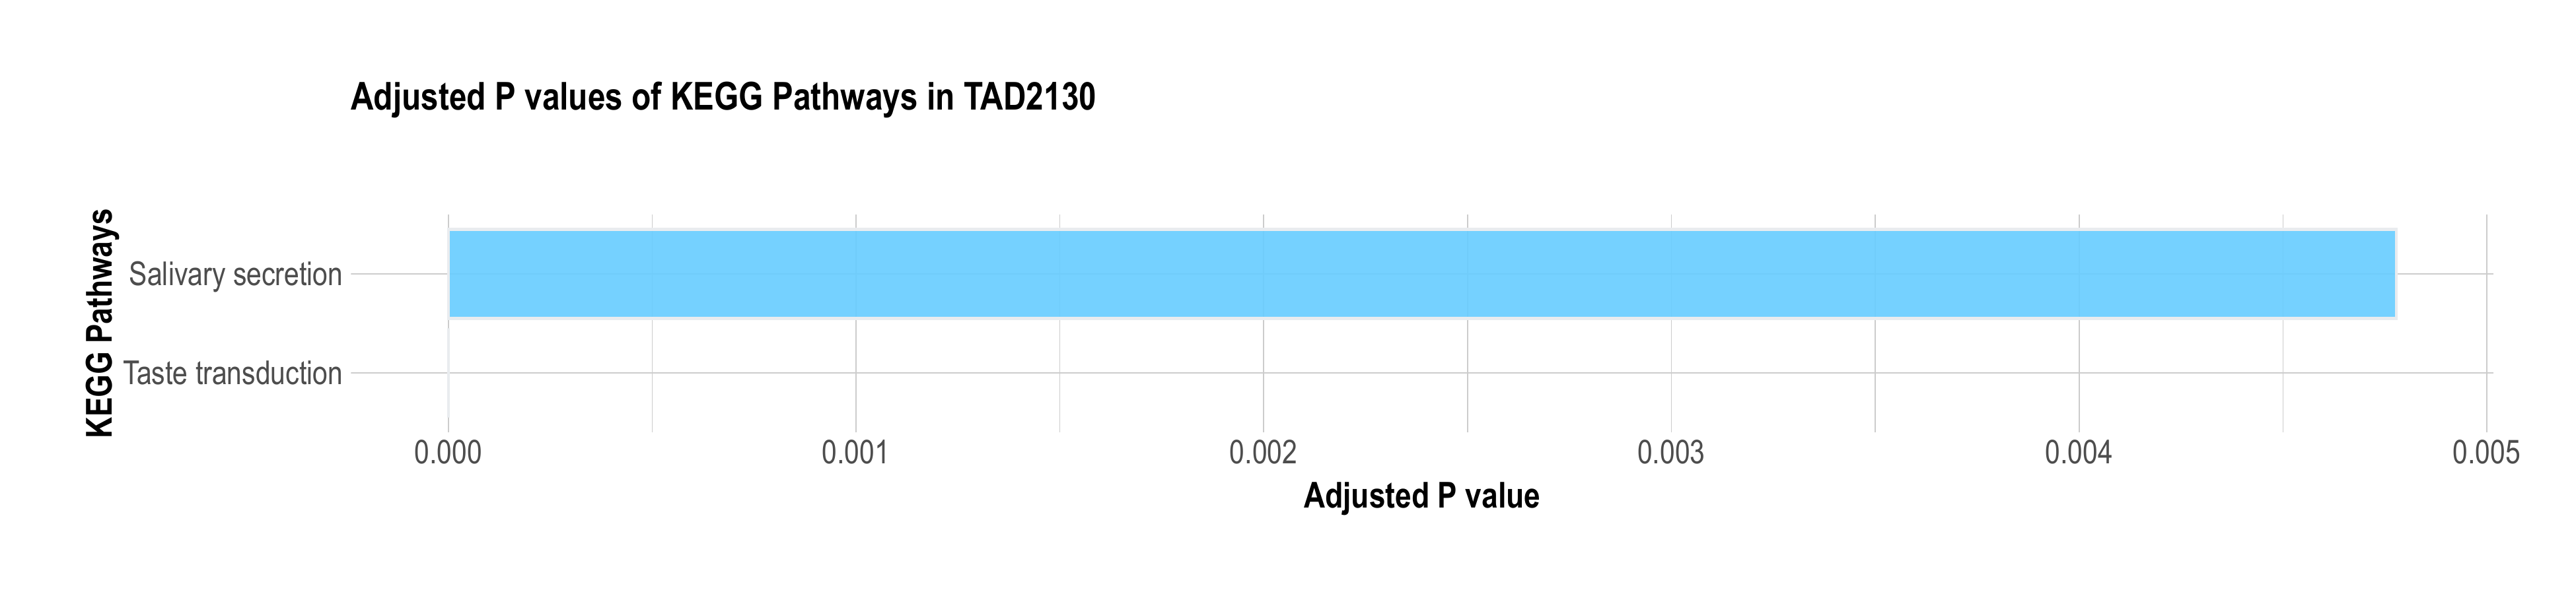 Adjusted P values of KEGG Pathways in TAD2130
KEGG Pathways
Salivary secretion
Taste transduction
0.000 0.001 0.002 0.003 0.004 0.005
Adjusted P value